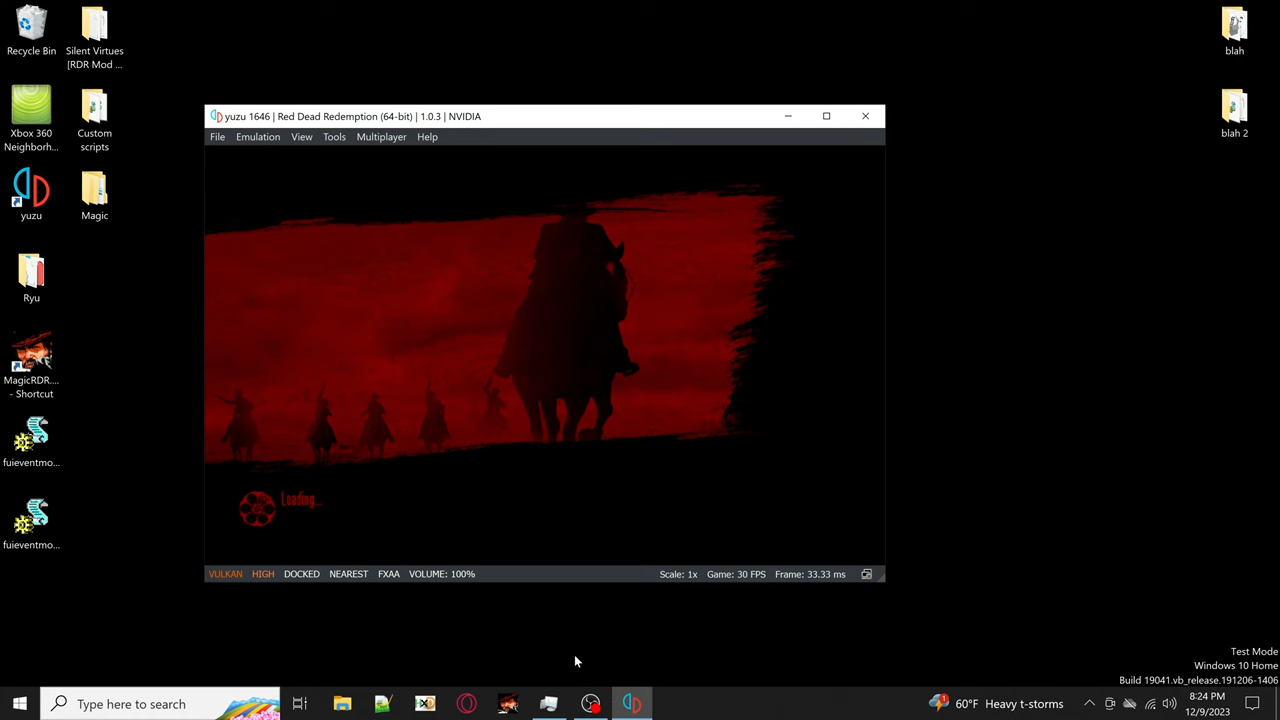 Recycle Bin
Silent Virtues
[RDR Mod ...
blah
Xbox 360
Neighborh...
Custom
scripts
blah 2
yuzu
Magic
Ryu
MagicRDR....
- Shortcut
fuieventmo...
fuieventmo...
yuzu 1646 | Red Dead Redemption (64-bit) | 1.0.3 | NVIDIA
File Emulation View Tools Multiplayer Help
Loading...
VULKAN HIGH DOCKED NEAREST FXAA VOLUME: 100% Scale: 1x Game: 30 FPS Frame: 33.33 ms
Test Mode
Windows 10 Home
Build 19041.vb_release.191206-1406
Type here to search
1
60°F Heavy t-storms
8:24 PM
12/9/2023